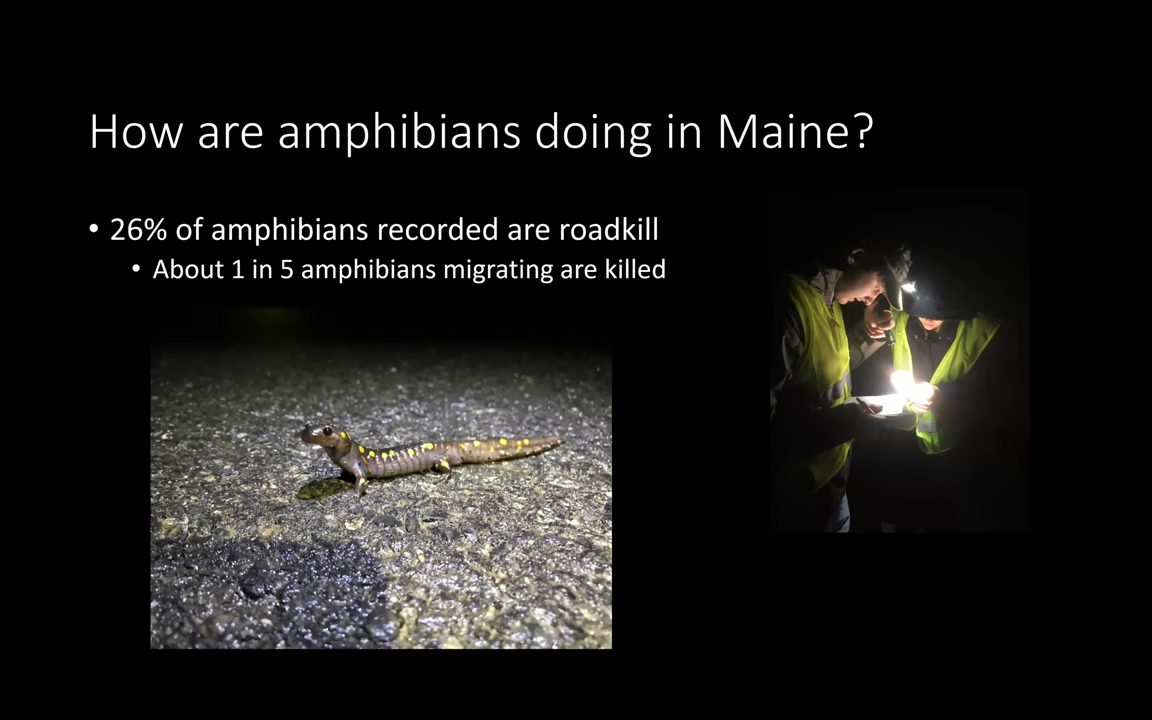 How are amphibians doing in Maine?
• 26% of amphibians recorded are roadkill
• About 1 in 5 amphibians migrating are killed